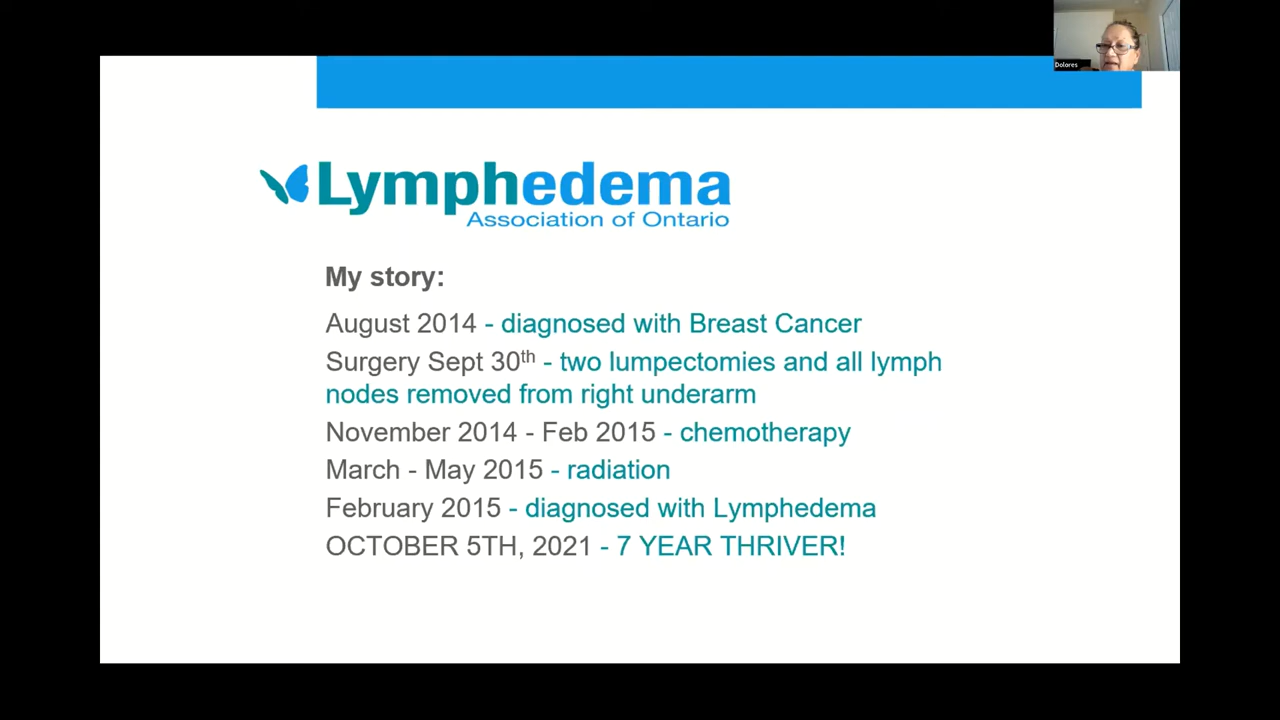 Dolores
Lymphedema
Association of Ontario
My story:
August 2014 - diagnosed with Breast Cancer
Surgery Sept 30th - two lumpectomies and all lymph
nodes removed from right underarm
November 2014 - Feb 2015 - chemotherapy
March - May 2015 - radiation
February 2015 - diagnosed with Lymphedema
OCTOBER 5TH, 2021 - 7 YEAR THRIVER!